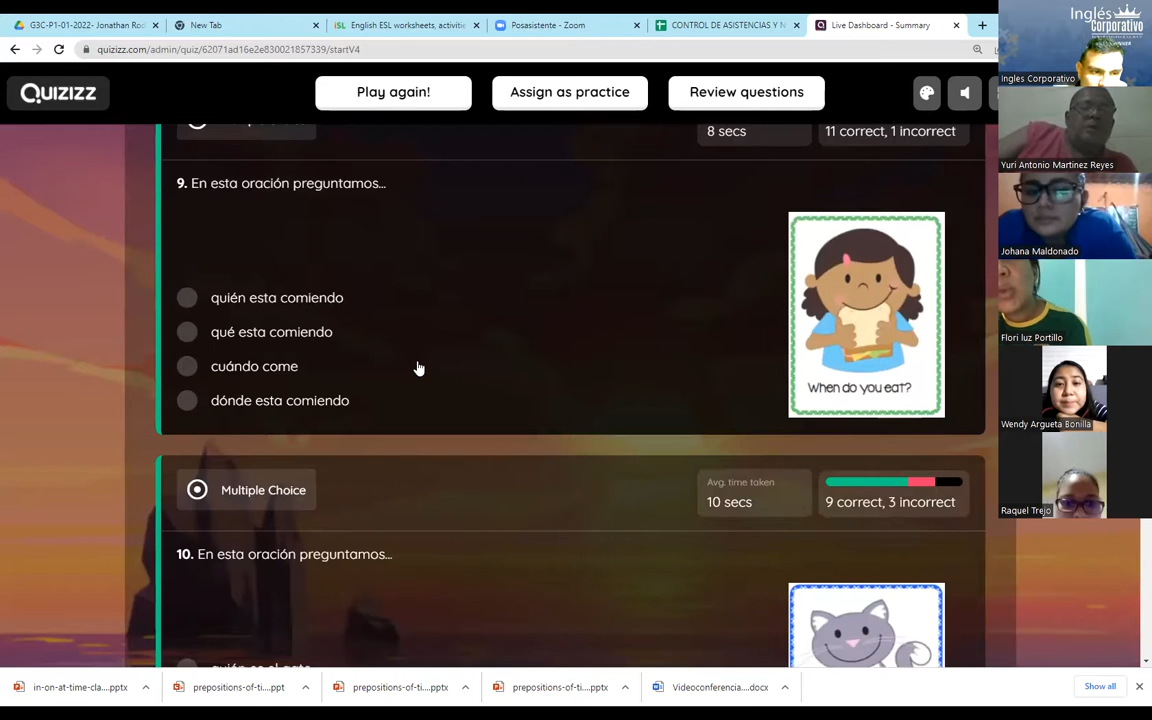 G3C-P1-01-2022- Jonathan Rod
New Tab
English ESL worksheets, activitie
Posasistente - Zoom
CONTROL DE ASISTENCIAS Y N
Live Dashboard - Summary
quizizz.com/admin/quiz/62071ad16e2e830021857339/startV4
Quizizz
Play again!
Assign as practice
Review questions
8 secs
11 correct, 1 incorrect
9. En esta oración preguntamos...
quién esta comiendo
qué esta comiendo
cuándo come
dónde esta comiendo
When do you eat?
Multiple Choice
Avg. time taken
10 secs
9 correct, 3 incorrect
10. En esta oración preguntamos...
quién es el gato
in-on-at-time-cla....pptx
prepositions-of-ti....ppt
prepositions-of-ti....pptx
prepositions-of-ti....pptx
Videoconferencia....docx
Show all
Inglés
Corporativo
Ingles Corporativo
Yuri Antonio Martinez Reyes
Johana Maldonado
Flori luz Portillo
Wendy Argueta Bonilla
Raquel Trejo